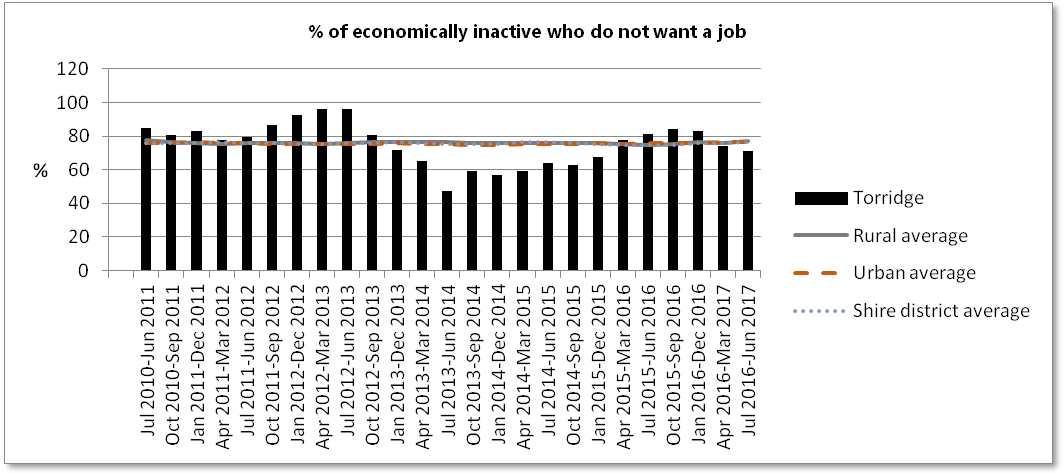 % of economically inactive who do not want a job
120
100
80
60
40
20
0
%
Jul 2010-Jun 2011
Oct 2010-Sep 2011
Jan 2011-Dec 2011
Apr 2011-Mar 2012
Jul 2011-Jun 2012
Oct 2011-Sep 2012
Jan 2012-Dec 2012
Apr 2012-Mar 2013
Jul 2012-Jun 2013
Oct 2012-Sep 2013
Jan 2013-Dec 2013
Apr 2013-Mar 2014
Jul 2013-Jun 2014
Oct 2013-Sep 2014
Jan 2014-Dec 2014
Apr 2014-Mar 2015
Jul 2014-Jun 2015
Oct 2014-Sep 2015
Jan 2015-Dec 2015
Apr 2015-Mar 2016
Jul 2015-Jun 2016
Oct 2015-Sep 2016
Jan 2016-Dec 2016
Apr 2016-Mar 2017
Jul 2016-Jun 2017
Torridge
Rural average
Urban average
Shire district average